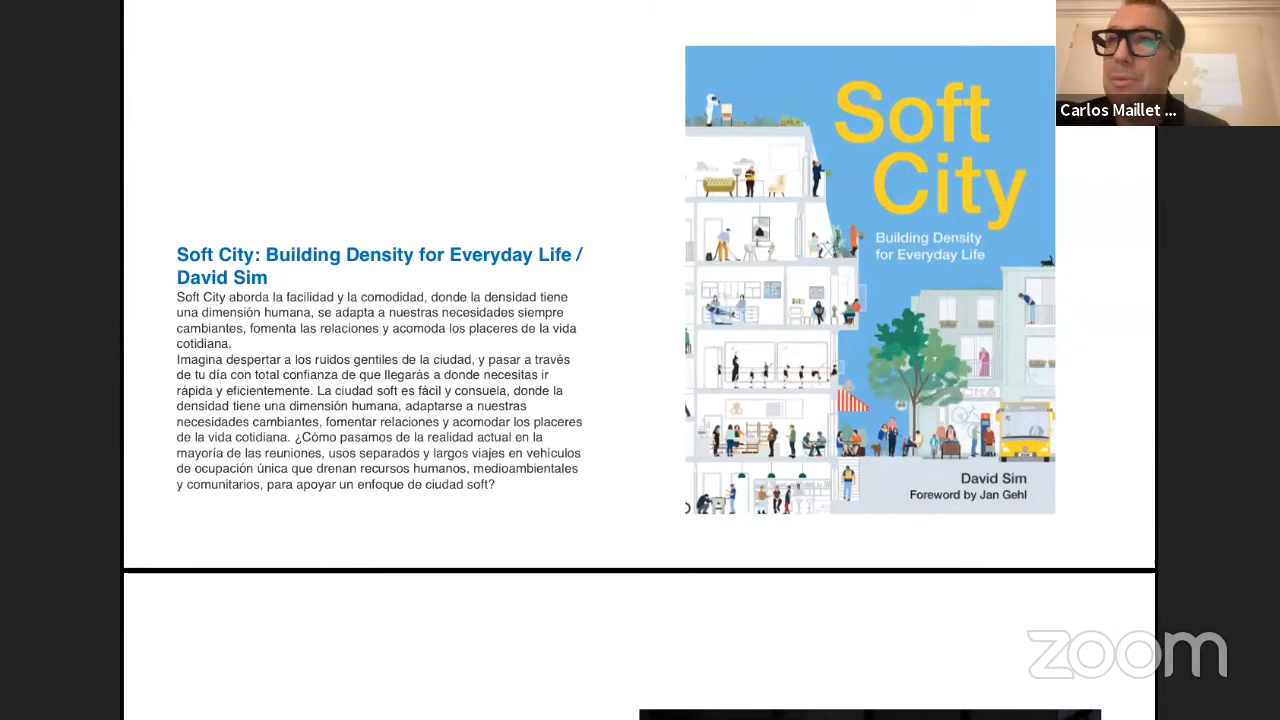 Soft City: Building Density for Everyday Life /
David Sim
Soft City aborda la facilidad y la comodidad, donde la densidad tiene
una dimensión humana, se adapta a nuestras necesidades siempre
cambiantes, fomenta las relaciones y acomoda los placeres de la vida
cotidiana.
Imagina despertar a los ruidos gentiles de la ciudad, y pasar a través
de tu día con total confianza de que llegarás a donde necesitas ir
rápida y eficientemente. La ciudad soft es fácil y consuela, donde la
densidad tiene una dimensión humana, adaptarse a nuestras
necesidades cambiantes, fomentar relaciones y acomodar los placeres
de la vida cotidiana. ¿Cómo pasamos de la realidad actual en la
mayoría de las reuniones, usos separados y largos viajes en vehículos
de ocupación única que drenan recursos humanos, medioambientales
y comunitarios, para apoyar un enfoque de ciudad soft?
Soft
City
Building Density
for Everyday Life
David Sim
Foreword by Jan Gehl
Carlos Maillet ...
zoom